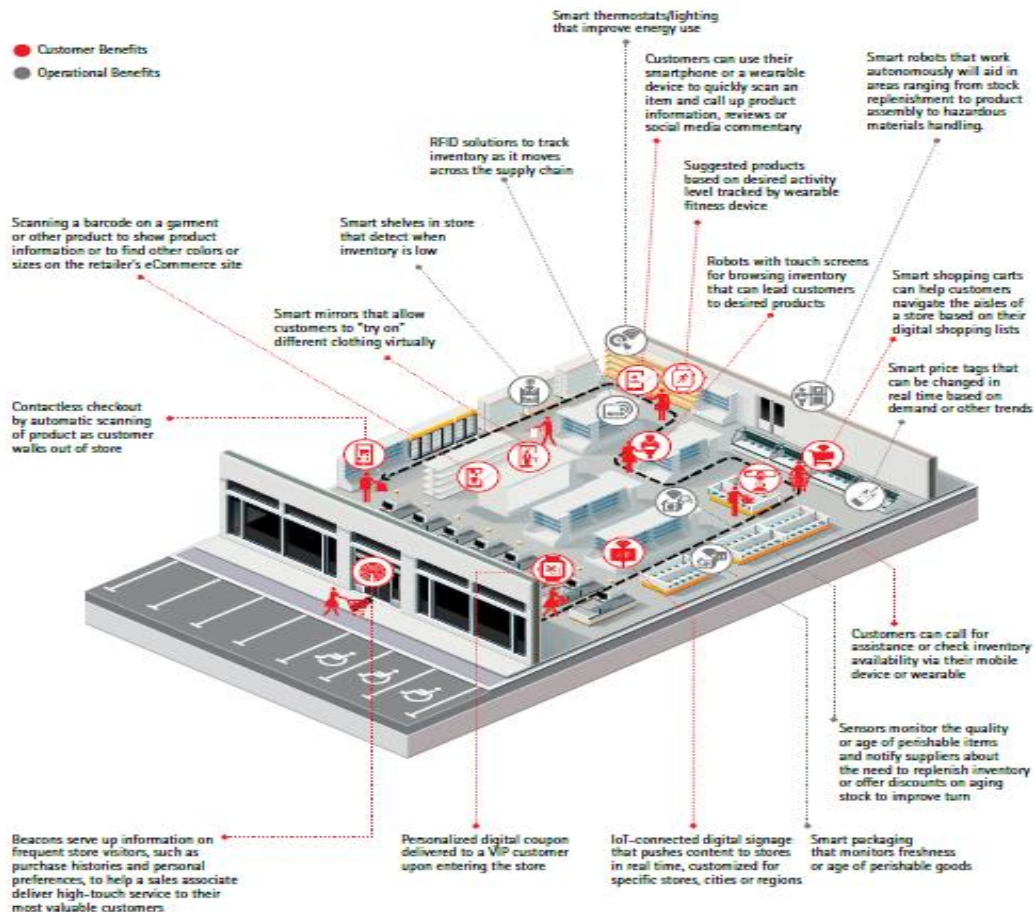 Customer Benefits
Operational Benefits
Smart thermostats/lighting
that improve energy use
Customers can use their
smartphone or a wearable
device to quickly scan an
item and call up product
information, reviews or
social media commentary
Smart robots that work
autonomously will aid in
areas ranging from stock
replenishment to product
assembly to hazardous
materials handling.
RFID solutions to track
inventory as it moves
across the supply chain
Suggested products
based on desired activity
level tracked by wearable
fitness device
Scanning a barcode on a garment
or other product to show product
information or to find other colors or
sizes on the retailer's eCommerce site
Smart shelves in store
that detect when
inventory is low
Robots with touch screens
for browsing inventory
that can lead customers
to desired products
Smart shopping carts
can help customers
navigate the aisles of
a store based on their
digital shopping lists
Smart mirrors that allow
customers to "try on"
different clothing virtually
Smart price tags that
can be changed in
real time based on
demand or other trends
Contactless checkout
by automatic scanning
of product as customer
walks out of store
Customers can call for
assistance or check inventory
availability via their mobile
device or wearable
Sensors monitor the quality
or age of perishable items
and notify suppliers about
the need to replenish inventory
or offer discounts on aging
stock to improve turn
Beacons serve up information on
frequent store visitors, such as
purchase histories and personal
preferences, to help a sales associate
deliver high-touch service to their
most valuable customers
Personalized digital coupon
delivered to a VIP customer
upon entering the store
IoT-connected digital signage
that pushes content to stores
in real time, customized for
specific stores, cities or regions
Smart packaging
that monitors freshness
or age of perishable goods